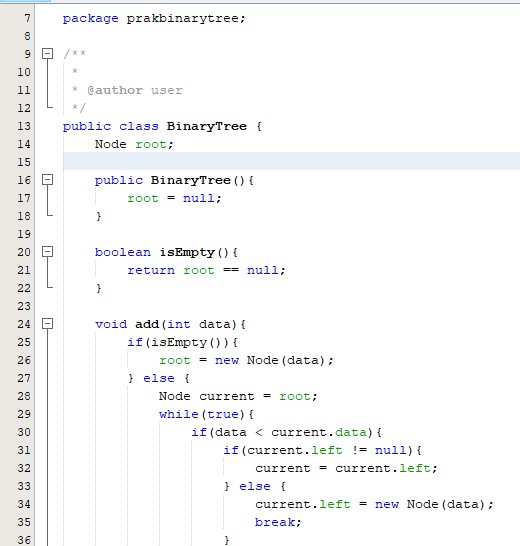 7 package prakbinarytree;
8
9 /**
10  *
11  * @author user
12  */
13 public class BinaryTree {
14     Node root;
15
16     public BinaryTree(){
17         root = null;
18     }
19
20     boolean isEmpty(){
21         return root == null;
22     }
23
24     void add(int data){
25         if(isEmpty()){
26             root = new Node(data);
27         } else {
28             Node current = root;
29             while(true){
30                 if(data < current.data){
31                     if(current.left != null){
32                         current = current.left;
33                     } else {
34                         current.left = new Node(data);
35                         break;
36                     }